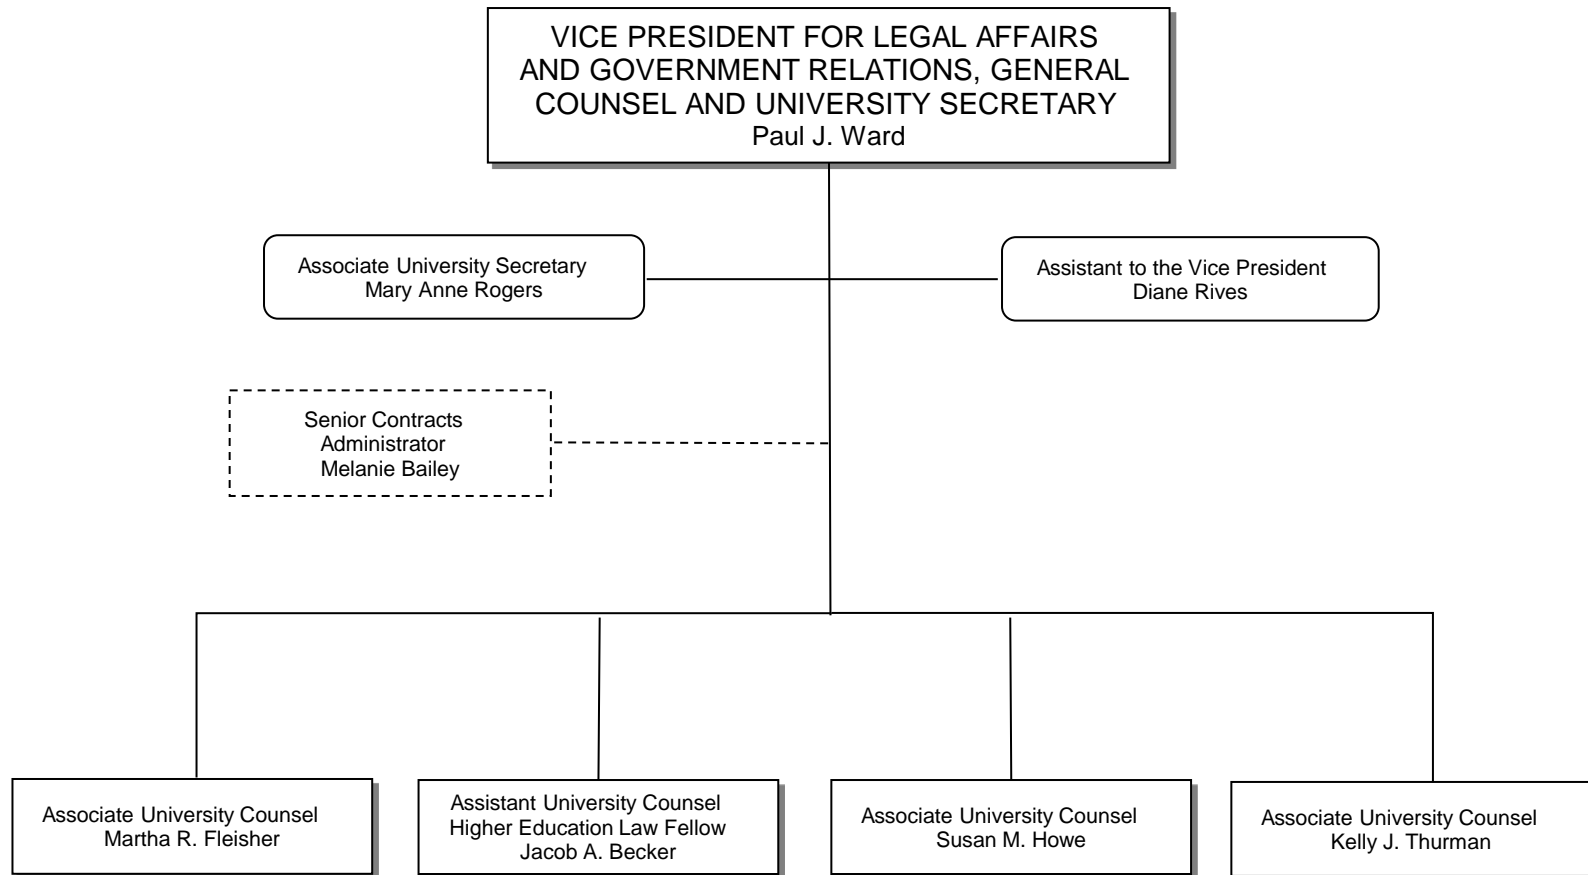 VICE PRESIDENT FOR LEGAL AFFAIRS
AND GOVERNMENT RELATIONS, GENERAL
COUNSEL AND UNIVERSITY SECRETARY
Paul J. Ward
Associate University Secretary
Mary Anne Rogers
Assistant to the Vice President
Diane Rives
Senior Contracts
Administrator
Melanie Bailey
Associate University Counsel
Martha R. Fleisher
Assistant University Counsel
Higher Education Law Fellow
Jacob A. Becker
Associate University Counsel
Susan M. Howe
Associate University Counsel
Kelly J. Thurman